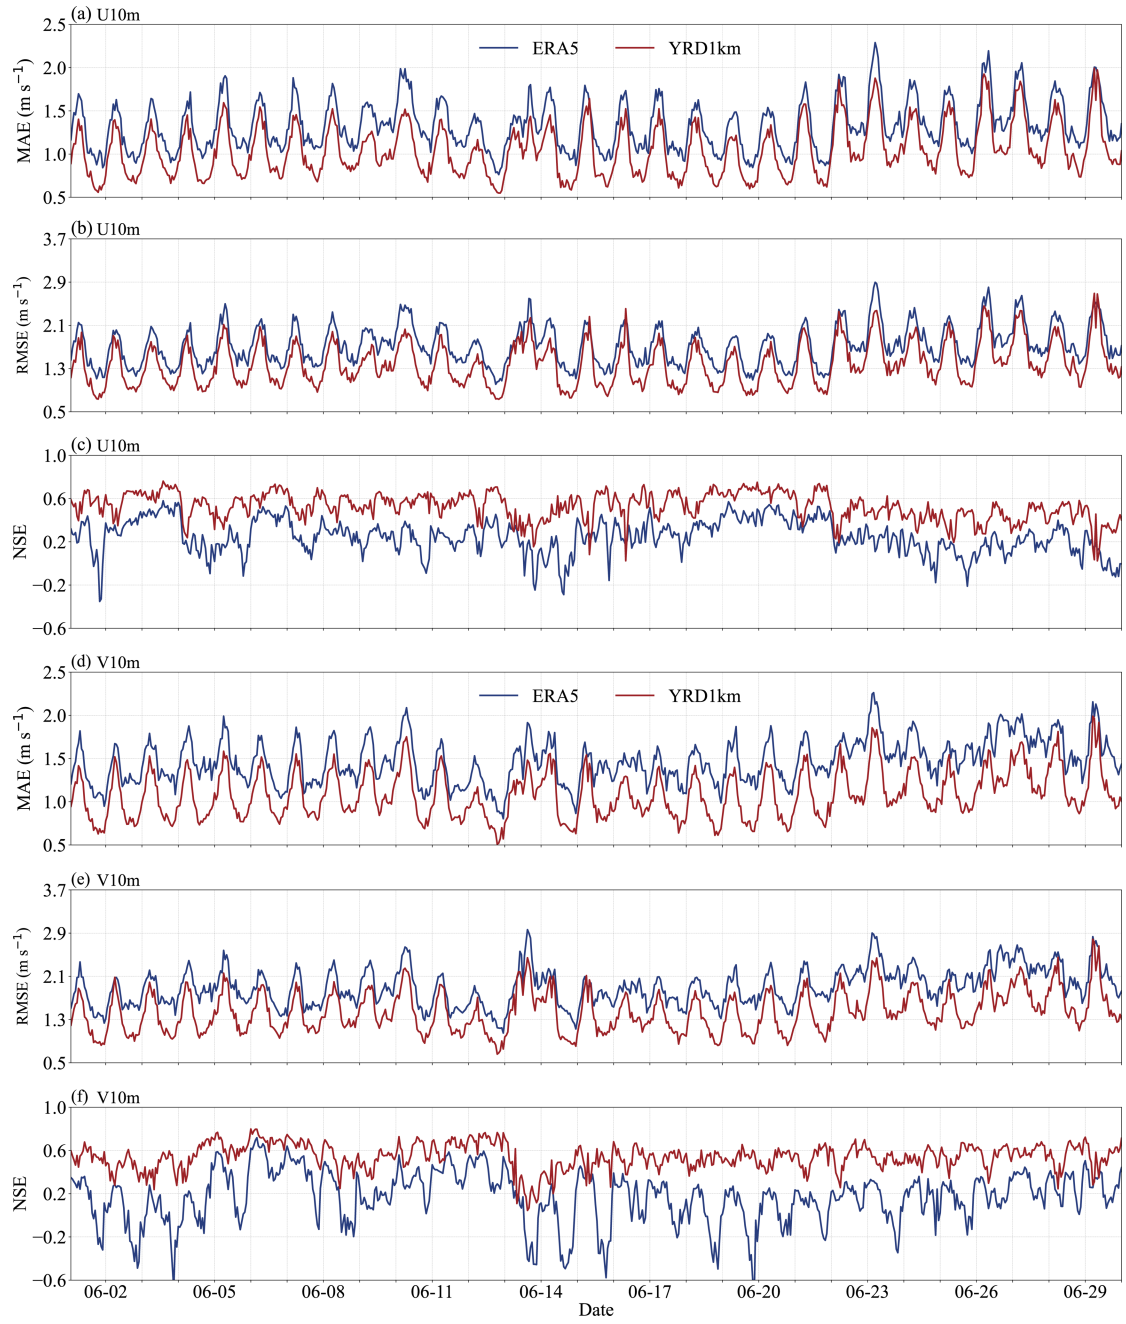 (a) U10m
MAE (m s⁻¹)
2.5
2.0
1.5
1.0
0.5
ERA5
YRD1km
(b) U10m
RMSE (m s⁻¹)
3.7
2.9
2.1
1.3
0.5
(c) U10m
NSE
1.0
0.6
0.2
−0.2
−0.6
(d) V10m
MAE (m s⁻¹)
2.5
2.0
1.5
1.0
0.5
ERA5
YRD1km
(e) V10m
RMSE (m s⁻¹)
3.7
2.9
2.1
1.3
0.5
(f) V10m
NSE
1.0
0.6
0.2
−0.2
−0.6
06-02 06-05 06-08 06-11 06-14 06-17 06-20 06-23 06-26 06-29
Date